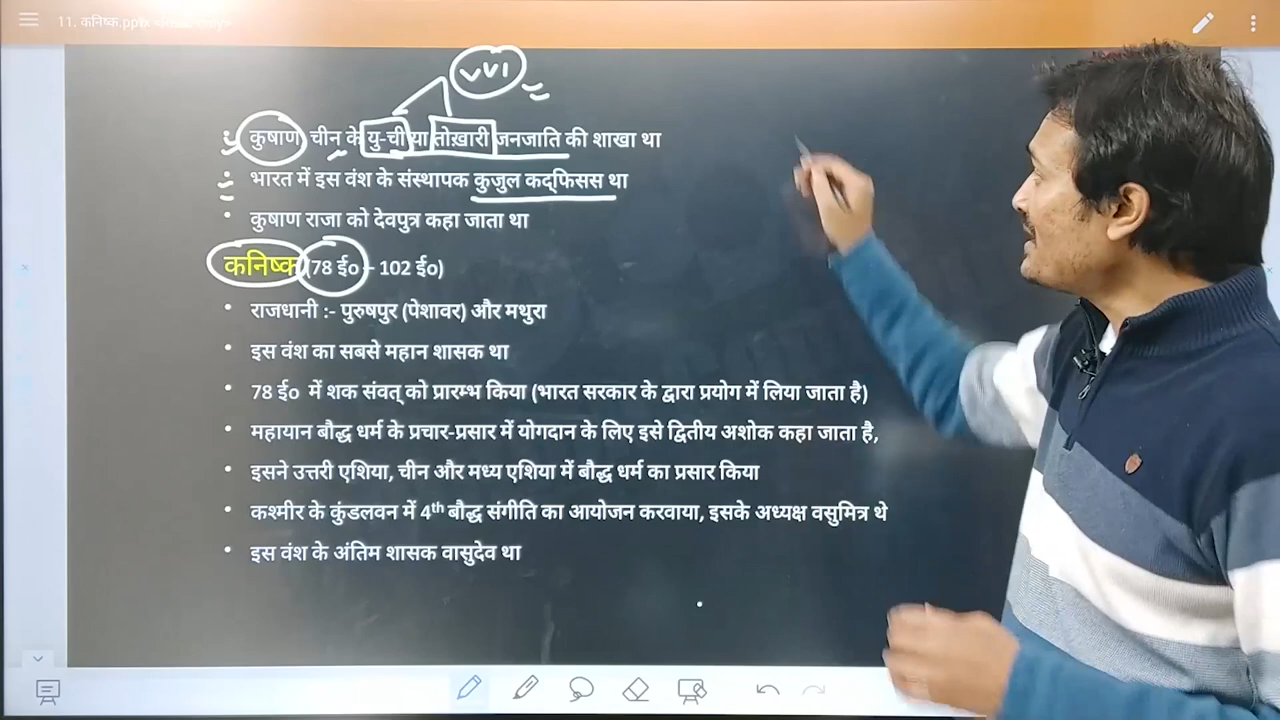 11. कनिष्क.pptx
VVI
कुषाण चीन के यु-ची या तोख़ारी जनजाति की शाखा था
भारत में इस वंश के संस्थापक कुजुल कद्फिसस था
कुषाण राजा को देवपुत्र कहा जाता था
कनिष्क (78 ई० - 102 ई०)
राजधानी :- पुरुषपुर (पेशावर) और मथुरा
इस वंश का सबसे महान शासक था
78 ई० में शक संवत् को प्रारम्भ किया (भारत सरकार के द्वारा प्रयोग में लिया जाता है)
महायान बौद्ध धर्म के प्रचार-प्रसार में योगदान के लिए इसे द्वितीय अशोक कहा जाता है,
इसने उत्तरी एशिया, चीन और मध्य एशिया में बौद्ध धर्म का प्रसार किया
कश्मीर के कुंडलवन में 4th बौद्ध संगीति का आयोजन करवाया, इसके अध्यक्ष वसुमित्र थे
इस वंश के अंतिम शासक वासुदेव था